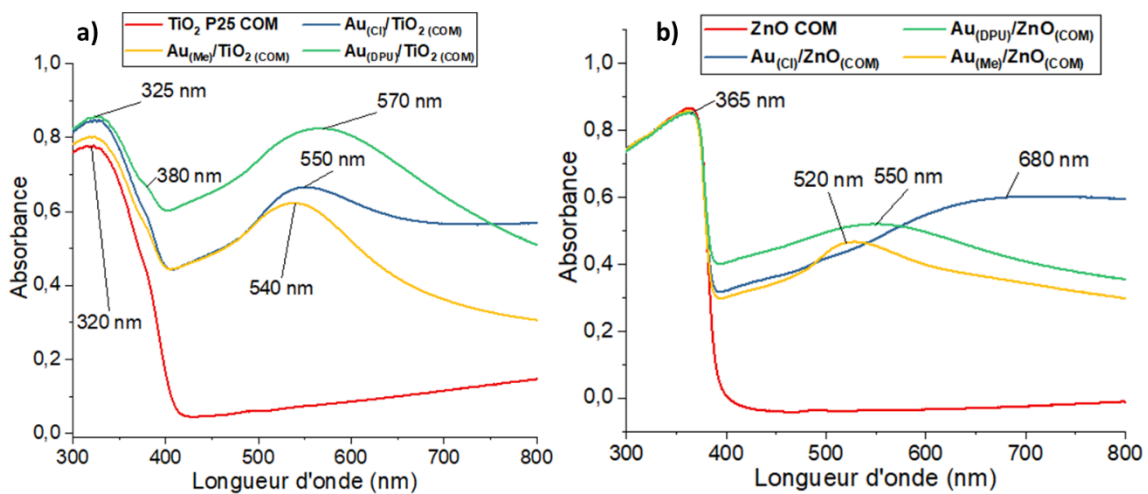 a)
TiO₂ P25 COM Au(Cl)/TiO₂ (COM)
Au(Me)/TiO₂ (COM) Au(DPU)/TiO₂ (COM)
1,0
0,8
0,6
0,4
0,2
0,0
Absorbance
325 nm
380 nm
320 nm
570 nm
550 nm
540 nm
300 400 500 600 700 800
Longueur d'onde (nm)
b)
ZnO COM Au(DPU)/ZnO(COM)
Au(Cl)/ZnO(COM) Au(Me)/ZnO(COM)
1,0
0,8
0,6
0,4
0,2
0,0
Absorbance
365 nm
520 nm
550 nm
680 nm
300 400 500 600 700 800
Longueur d'onde (nm)